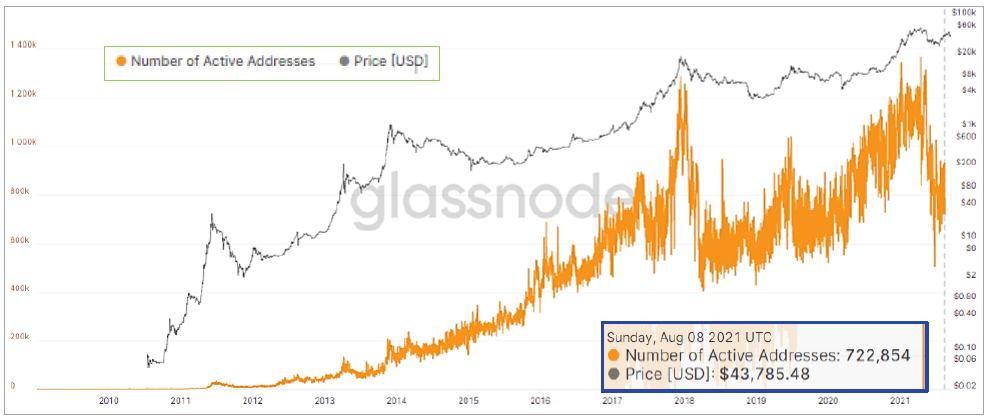 $100k
$60k
1 400k
Number of Active Addresses Price [USD]
$20k
1 200k
$8k
$4k
1 000k
$1k
$600
800k
$200
$80
$40
glassnode
600k
$10
$6
400k
$2
$0.80
$0.40
200k
Sunday, Aug 08 2021 UTC
Number of Active Addresses: 722,854
Price [USD]: $43,785.48
$0.10
$0.06
0
$0.02
2010 2011 2012 2013 2014 2015 2016 2017 2018 2019 2020 2021